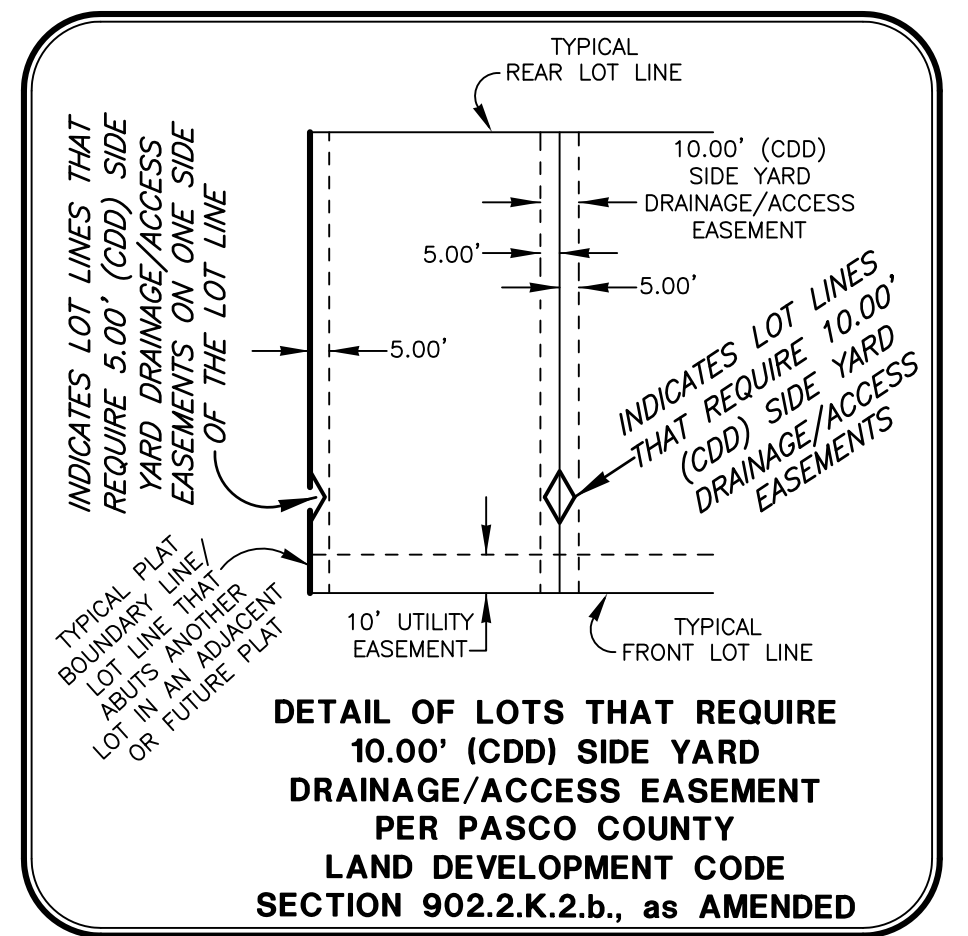 TYPICAL
REAR LOT LINE
INDICATES LOT LINES THAT
REQUIRE 5.00' (CDD) SIDE
YARD DRAINAGE/ACCESS
EASEMENTS ON ONE SIDE
OF THE LOT LINE
10.00' (CDD)
SIDE YARD
DRAINAGE/ACCESS
EASEMENT
5.00'
5.00'
5.00'
INDICATES LOT LINES
THAT REQUIRE 10.00'
(CDD) SIDE YARD
DRAINAGE/ACCESS
EASEMENTS
TYPICAL PLAT
BOUNDARY LINE/
LOT LINE THAT
ABUTS ANOTHER
LOT IN AN ADJACENT
OR FUTURE PLAT
10' UTILITY
EASEMENT
TYPICAL
FRONT LOT LINE
DETAIL OF LOTS THAT REQUIRE
10.00' (CDD) SIDE YARD
DRAINAGE/ACCESS EASEMENT
PER PASCO COUNTY
LAND DEVELOPMENT CODE
SECTION 902.2.K.2.b., as AMENDED